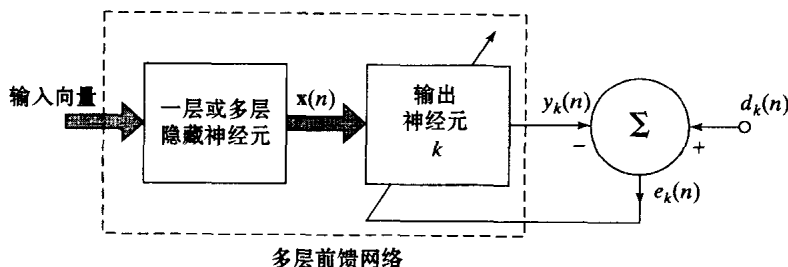 输入向量
一层或多层
隐藏神经元
x(n)
输出
神经元
k
y_k(n)
−
Σ
+
d_k(n)
e_k(n)
多层前馈网络